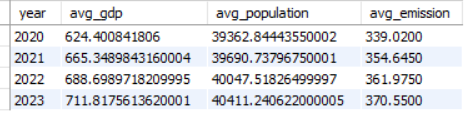 year avg_gdp avg_population avg_emission
2020 624.400841806 39362.84443550002 339.0200
2021 665.3489843160004 39690.73796750001 354.6450
2022 688.6989718209995 40047.51826499997 361.9750
2023 711.8175613620001 40411.240622000005 370.5500